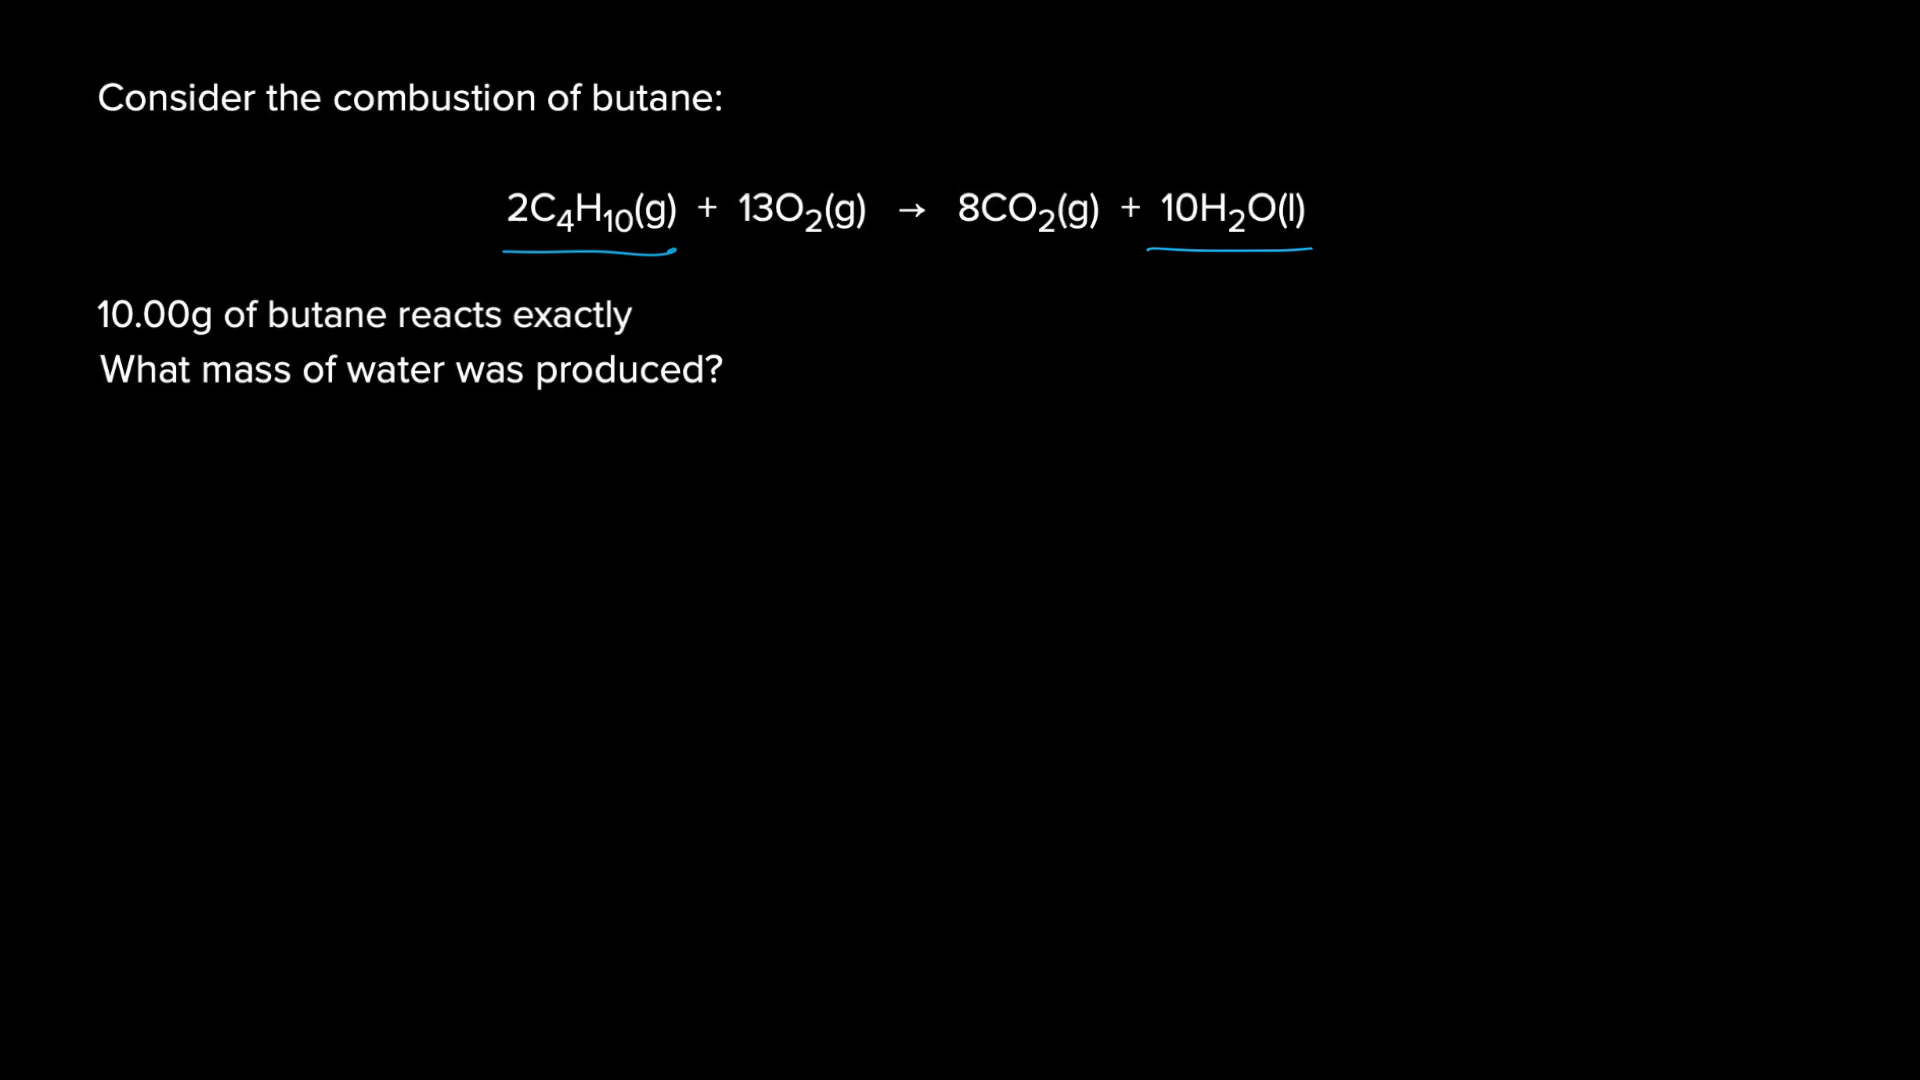 Consider the combustion of butane:
2C₄H₁₀(g) + 13O₂(g) → 8CO₂(g) + 10H₂O(l)
10.00g of butane reacts exactly
What mass of water was produced?